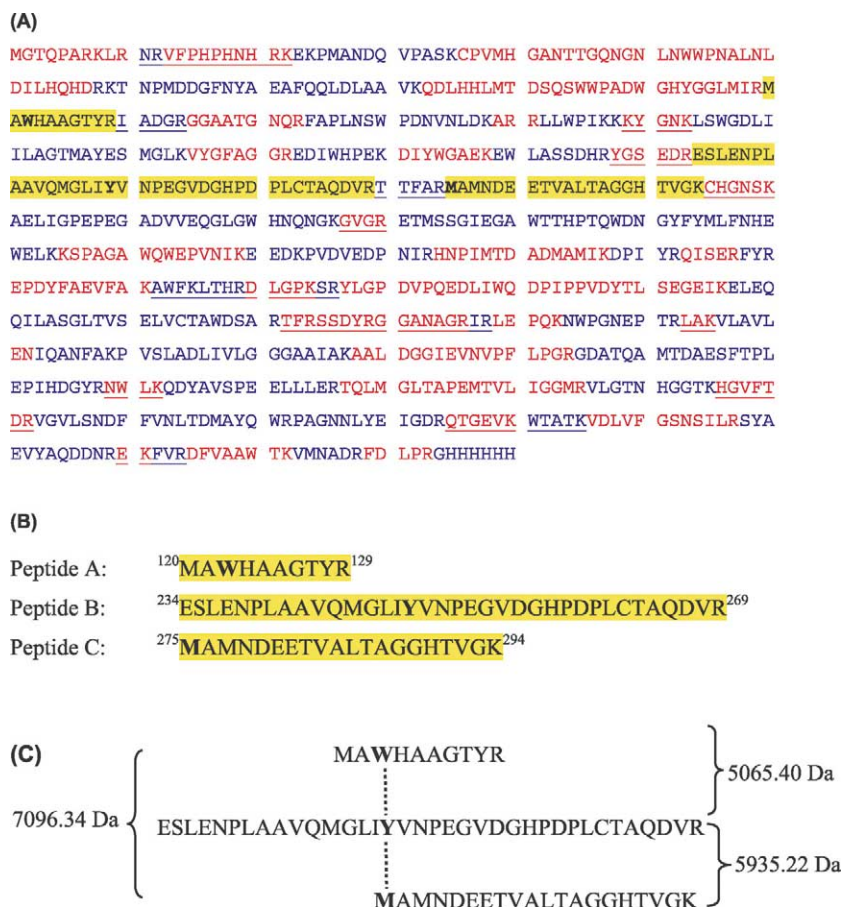 (A)
MGTQPARKLR NRVFPHPHNH RKEKPMANDQ VPASKCPVMH GANTTGQNGN LNWWPNALNL
DILHQHDRKT NPMDDGFNYA EAFQQLDLAA VKQDLHHLMT DSQSWWPADW GHYGGLMIRM
AWHAAGTYRI ADGRGGAATG NQRFAPLNSW PDNVNLDKAR RLLWPIKKKY GNKLSWGDLI
ILAGTMAYES MGLKVYGFAG GREDIWHPEK DIYWGAEKEW LASSDHRYGS EDRESLENPL
AAVQMGLIYV NPEGVDGHPD PLCTAQDVRT TFARMAMNDE ETVALTAGGH TVGKCHGNSK
AELIGPEPEG ADVVEQGLGW HNQNGKGVGR ETMSSGIEGA WTTHPTQWDN GYFYMLFNHE
WELKKSPAGA WQWEPVNIKE EDKPVDVEDP NIRHNPIMTD ADMAMIKDPI YRQISERFYR
EPDYFAEVFA KAWFKLTHRD LGPKSRYLGP DVPQEDLIWQ DPIPPVDYTL SEGEIKELEQ
QILASGLTVS ELVCTAWDSA RTFRSSDYRG GANAGRIRLE PQKNWPGNEP TRLAKVLAVL
ENIQANFAKP VSLADLIVLG GGAAIAKAAL DGGIEVNVPF LPGRGDATQA MTDAESFTPL
EPIHDGYRNW LKQDYAVSPE ELLLERTQLM GLTAPEMTVL IGGMRVLGTN HGGTKHGVFT
DRVGVLSNDF FVNLTDMAYQ WRPAGNNLYE IGDRQTGEVK WTATKVDLVF GSNSILRSYA
EVYAQDDNRE KFVRDFVAAW TKVMNADRFD LPRGHHHHHH
(B)
Peptide A: 120MAWHAAGTYR129
Peptide B: 234ESLENPLAAVQMGLIYVNPEGVDGHPDPLCTAQDVR269
Peptide C: 275MAMNDEETVALTAGGHTVGK294
(C)
MAWHAAGTYR
5065.40 Da
7096.34 Da
ESLENPLAAVQMGLIYVNPEGVDGHPDPLCTAQDVR
5935.22 Da
MAMNDEETVALTAGGHTVGK